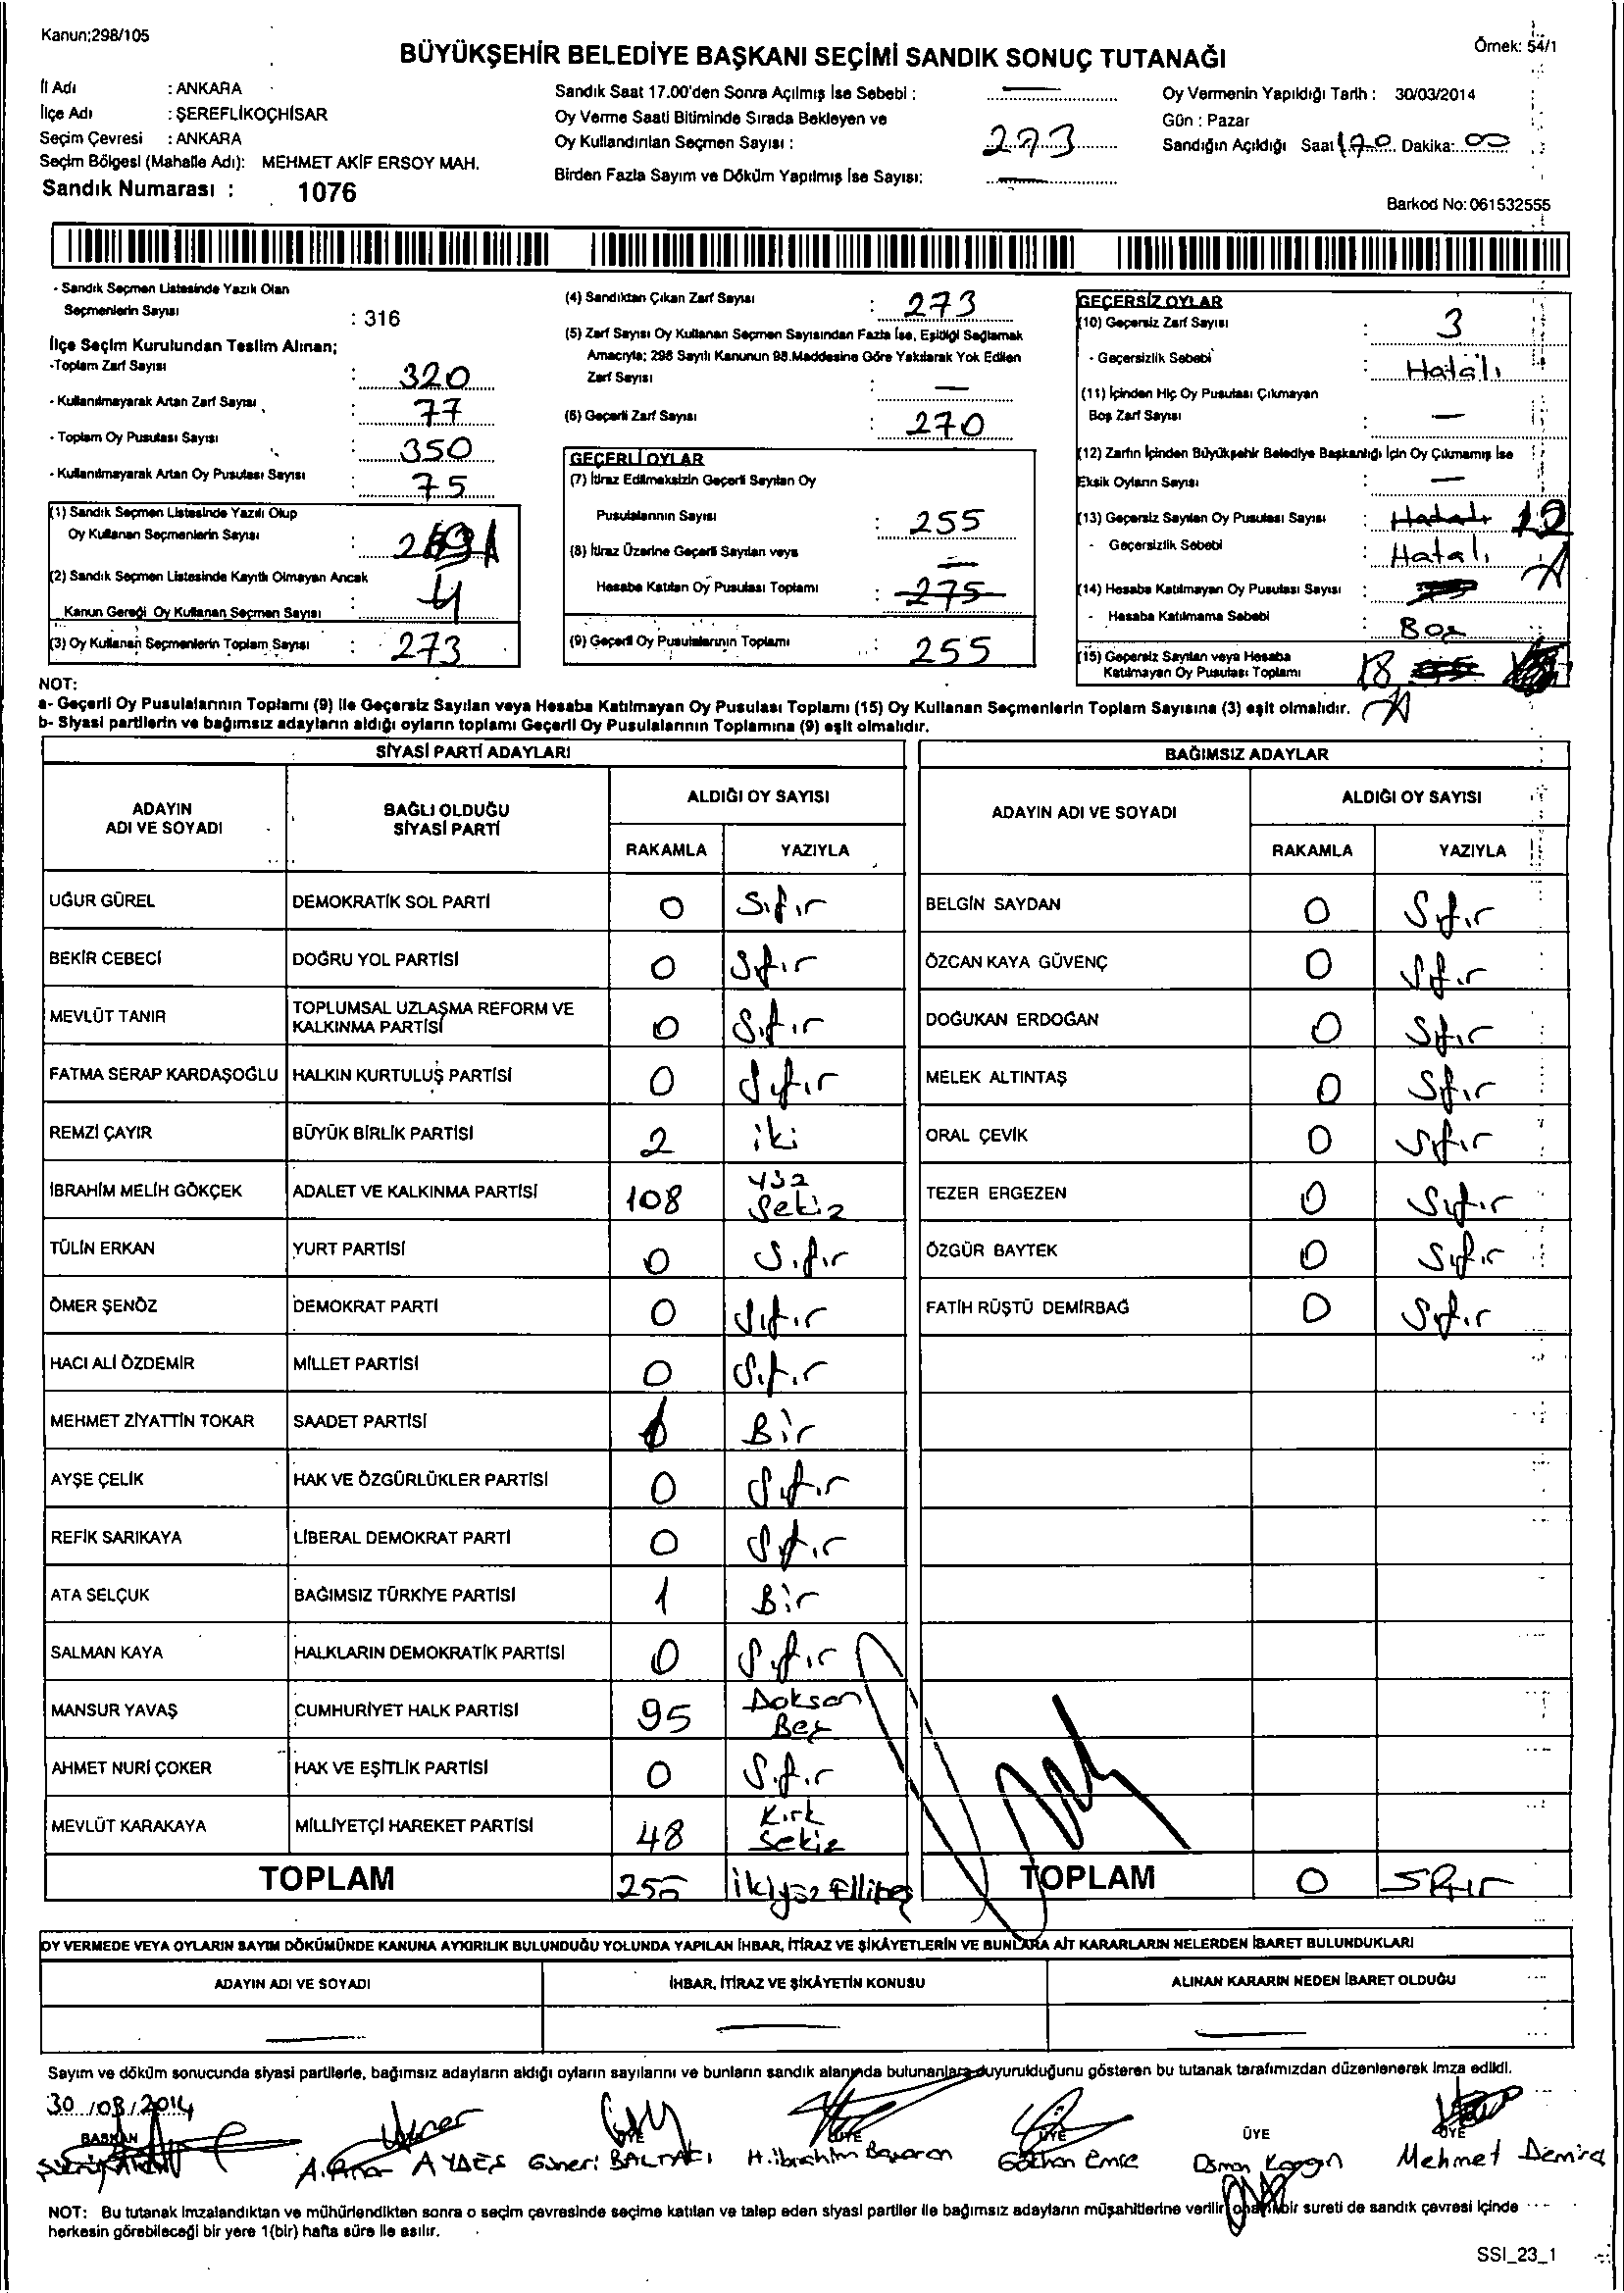 Kanun;298/105
Örnek: 54/1
BÜYÜKŞEHİR BELEDİYE BAŞKANI SEÇİMİ SANDIK SONUÇ TUTANAĞI
İl Adı : ANKARA
İlçe Adı : ŞEREFLİKOÇHİSAR
Seçim Çevresi : ANKARA
Seçim Bölgesi (Mahalle Adı): MEHMET AKİF ERSOY MAH.
Sandık Numarası : 1076
Sandık Saat 17.00'den Sonra Açılmış İse Sebebi : —
Oy Verme Saati Bitiminde Sırada Bekleyen ve
Oy Kullandırılan Seçmen Sayısı : 273
Birden Fazla Sayım ve Döküm Yapılmış İse Sayısı: —
Oy Vermenin Yapıldığı Tarih : 30/03/2014
Gün : Pazar
Sandığın Açıldığı Saat 17.0 Dakika: 00
Barkod No: 061532555
- Sandık Seçmen Listesinde Yazılı Olan
Seçmenlerin Sayısı : 316
İlçe Seçim Kurulundan Teslim Alınan;
-Toplam Zarf Sayısı : 320
- Kullanılmayarak Artan Zarf Sayısı : 77
- Toplam Oy Pusulası Sayısı : 350
- Kullanılmayarak Artan Oy Pusulası Sayısı : 75
(1) Sandık Seçmen Listesinde Yazılı Olup
Oy Kullanan Seçmenlerin Sayısı :
(2) Sandık Seçmen Listesinde Kayıtlı Olmayan Ancak
Kanun Gereği Oy Kullanan Seçmen Sayısı : 4
(3) Oy Kullanan Seçmenlerin Toplam Sayısı : 273
(4) Sandıktan Çıkan Zarf Sayısı : 273
(5) Zarf Sayısı Oy Kullanan Seçmen Sayısından Fazla İse, Eşitliği Sağlamak
Amacıyla; 298 Sayılı Kanunun 98.Maddesine Göre Yakılarak Yok Edilen
Zarf Sayısı : —
(6) Geçerli Zarf Sayısı : 270
GEÇERLİ OYLAR
(7) İtiraz Edilmeksizin Geçerli Sayılan Oy
Pusulalarının Sayısı : 255
(8) İtiraz Üzerine Geçerli Sayılan veya —
Hesaba Katılan Oy Pusulası Toplamı : 275
(9) Geçerli Oy Pusulalarının Toplamı : 255
GEÇERSİZ OYLAR
(10) Geçersiz Zarf Sayısı : 3
- Geçersizlik Sebebi : Hatalı
(11) İçinden Hiç Oy Pusulası Çıkmayan
Boş Zarf Sayısı : —
(12) Zarfın İçinden Büyükşehir Belediye Başkanlığı İçin Oy Çıkmamış İse
Eksik Oyların Sayısı : —
(13) Geçersiz Sayılan Oy Pusulası Sayısı : Hatalı 12
- Geçersizlik Sebebi : Hatalı
(14) Hesaba Katılmayan Oy Pusulası Sayısı :
- Hesaba Katılmama Sebebi : Boş
(15) Geçersiz Sayılan veya Hesaba
Katılmayan Oy Pusulası Toplamı : 18
NOT:
a- Geçerli Oy Pusulalarının Toplamı (9) ile Geçersiz Sayılan veya Hesaba Katılmayan Oy Pusulası Toplamı (15) Oy Kullanan Seçmenlerin Toplam Sayısına (3) eşit olmalıdır.
b- Siyasi partilerin ve bağımsız adayların aldığı oyların toplamı Geçerli Oy Pusulalarının Toplamına (9) eşit olmalıdır.
SİYASİ PARTİ ADAYLARI
ADAYIN ADI VE SOYADI BAĞLI OLDUĞU SİYASİ PARTİ ALDIĞI OY SAYISI
RAKAMLA YAZIYLA
UĞUR GÜREL DEMOKRATİK SOL PARTİ 0 Sıfır
BEKİR CEBECİ DOĞRU YOL PARTİSİ 0 Sıfır
MEVLÜT TANIR TOPLUMSAL UZLAŞMA REFORM VE KALKINMA PARTİSİ 0 Sıfır
FATMA SERAP KARDAŞOĞLU HALKIN KURTULUŞ PARTİSİ 0 Sıfır
REMZİ ÇAYIR BÜYÜK BİRLİK PARTİSİ 2 iki
İBRAHİM MELİH GÖKÇEK ADALET VE KALKINMA PARTİSİ 108 yüz Sekiz
TÜLİN ERKAN YURT PARTİSİ 0 Sıfır
ÖMER ŞENÖZ DEMOKRAT PARTİ 0 Sıfır
HACI ALİ ÖZDEMİR MİLLET PARTİSİ 0 Sıfır
MEHMET ZİYATTİN TOKAR SAADET PARTİSİ 1 Bir
AYŞE ÇELİK HAK VE ÖZGÜRLÜKLER PARTİSİ 0 Sıfır
REFİK SARIKAYA LİBERAL DEMOKRAT PARTİ 0 Sıfır
ATA SELÇUK BAĞIMSIZ TÜRKİYE PARTİSİ 1 Bir
SALMAN KAYA HALKLARIN DEMOKRATİK PARTİSİ 0 Sıfır
MANSUR YAVAŞ CUMHURİYET HALK PARTİSİ 95 Doksan Beş
AHMET NURİ ÇOKER HAK VE EŞİTLİK PARTİSİ 0 Sıfır
MEVLÜT KARAKAYA MİLLİYETÇİ HAREKET PARTİSİ 48 Kırk Sekiz
TOPLAM 255 İkiyüz Ellibeş
BAĞIMSIZ ADAYLAR
ADAYIN ADI VE SOYADI ALDIĞI OY SAYISI
RAKAMLA YAZIYLA
BELGİN SAYDAN 0 Sıfır
ÖZCAN KAYA GÜVENÇ 0 Sıfır
DOĞUKAN ERDOĞAN 0 Sıfır
MELEK ALTINTAŞ 0 Sıfır
ORAL ÇEVİK 0 Sıfır
TEZER ERGEZEN 0 Sıfır
ÖZGÜR BAYTEK 0 Sıfır
FATİH RÜŞTÜ DEMİRBAĞ 0 Sıfır
TOPLAM 0 Sıfır
OY VERMEDE VEYA OYLARIN SAYIM DÖKÜMÜNDE KANUNA AYKIRILIK BULUNDUĞU YOLUNDA YAPILAN İHBAR, İTİRAZ VE ŞİKÂYETLERİN VE BUNLARA AİT KARARLARIN NELERDEN İBARET BULUNDUKLARI
ADAYIN ADI VE SOYADI İHBAR, İTİRAZ VE ŞİKÂYETİN KONUSU ALINAN KARARIN NEDEN İBARET OLDUĞU
— — —
Sayım ve döküm sonucunda siyasi partilerle, bağımsız adayların aldığı oyların sayılarını ve bunların sandık alanında bulunanlara duyurulduğunu gösteren bu tutanak tarafımızdan düzenlenerek imza edildi.
30/03/2014
BAŞKAN ÜYE ÜYE ÜYE ÜYE ÜYE
Güneri BALTACI H.ibrahim Başaran Gökhan Emre Osman Mehmet Demira
NOT: Bu tutanak imzalandıktan ve mühürlendikten sonra o seçim çevresinde seçime katılan ve talep eden siyasi partiler ile bağımsız adayların müşahitlerine verilir, onaylı bir sureti de sandık çevresi içinde
herkesin görebileceği bir yere 1(bir) hafta süre ile asılır.
SSI_23_1